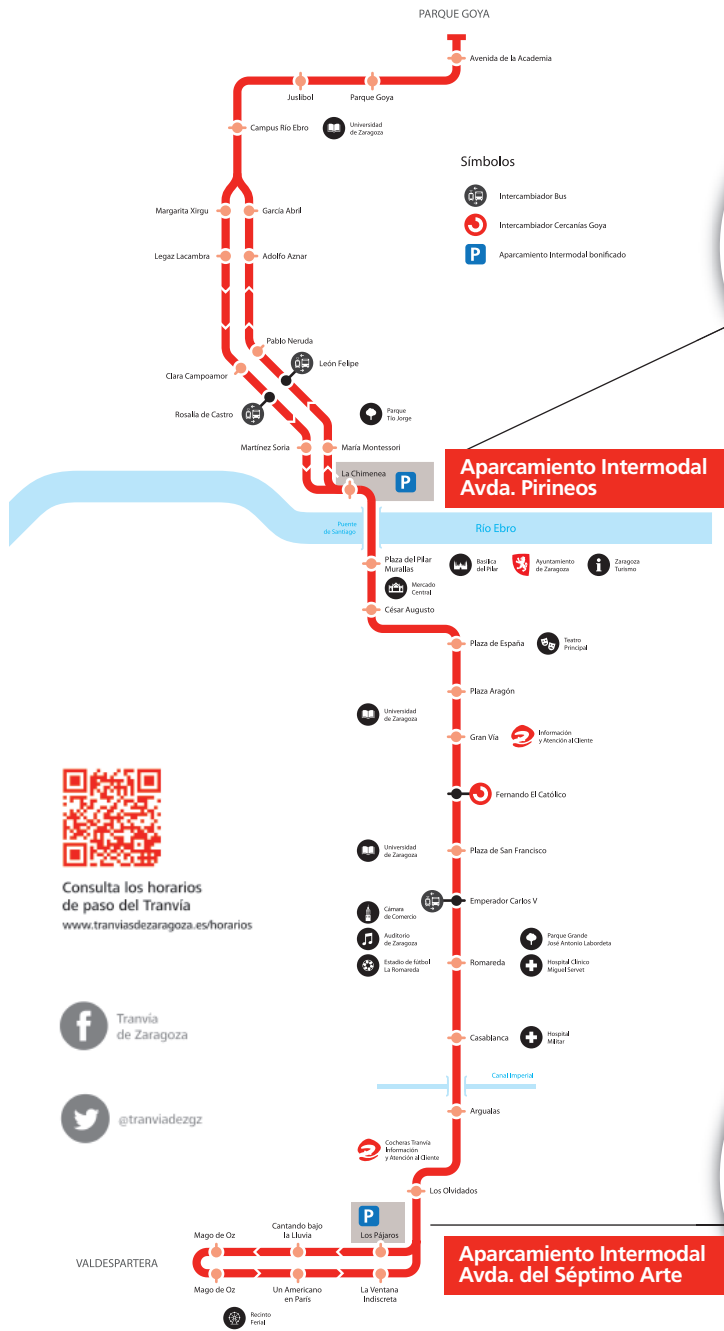 PARQUE GOYA
Avenida de la Academia
Juslibol
Parque Goya
Campus Río Ebro
Universidad
de Zaragoza
Símbolos
Intercambiador Bus
Intercambiador Cercanías Goya
P
Aparcamiento Intermodal bonificado
Margarita Xirgu
García Abril
Legaz Lacambra
Adolfo Aznar
Pablo Neruda
León Felipe
Clara Campoamor
Rosalía de Castro
Parque
Tío Jorge
Martínez Soria
María Montessori
La Chimenea
P
Aparcamiento Intermodal
Avda. Pirineos
Puente
de Santiago
Río Ebro
Plaza del Pilar
Murallas
Basílica
del Pilar
Ayuntamiento
de Zaragoza
i
Zaragoza
Turismo
Mercado
Central
César Augusto
Plaza de España
Teatro
Principal
Plaza Aragón
Universidad
de Zaragoza
Gran Vía
Información
y Atención al Cliente
Fernando El Católico
Universidad
de Zaragoza
Plaza de San Francisco
Consulta los horarios
de paso del Tranvía
www.tranviasdezaragoza.es/horarios
Emperador Carlos V
Cámara
de Comercio
Auditorio
de Zaragoza
Parque Grande
José Antonio Labordeta
Estadio de fútbol
La Romareda
Romareda
Hospital Clínico
Miguel Servet
f
Tranvía
de Zaragoza
Casablanca
Hospital
Militar
Canal Imperial
@tranviadezgz
Argualas
Cocheras Tranvía
Información
y Atención al Cliente
Los Olvidados
P
Mago de Oz
Cantando bajo
la Lluvia
Los Pájaros
VALDESPARTERA
Aparcamiento Intermodal
Avda. del Séptimo Arte
Mago de Oz
Un Americano
en París
La Ventana
Indiscreta
Recinto
Ferial